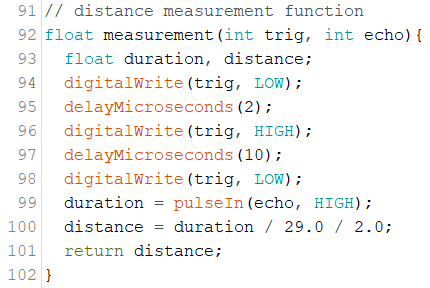 91 // distance measurement function
92 float measurement(int trig, int echo){
93   float duration, distance;
94   digitalWrite(trig, LOW);
95   delayMicroseconds(2);
96   digitalWrite(trig, HIGH);
97   delayMicroseconds(10);
98   digitalWrite(trig, LOW);
99   duration = pulseIn(echo, HIGH);
100   distance = duration / 29.0 / 2.0;
101   return distance;
102 }